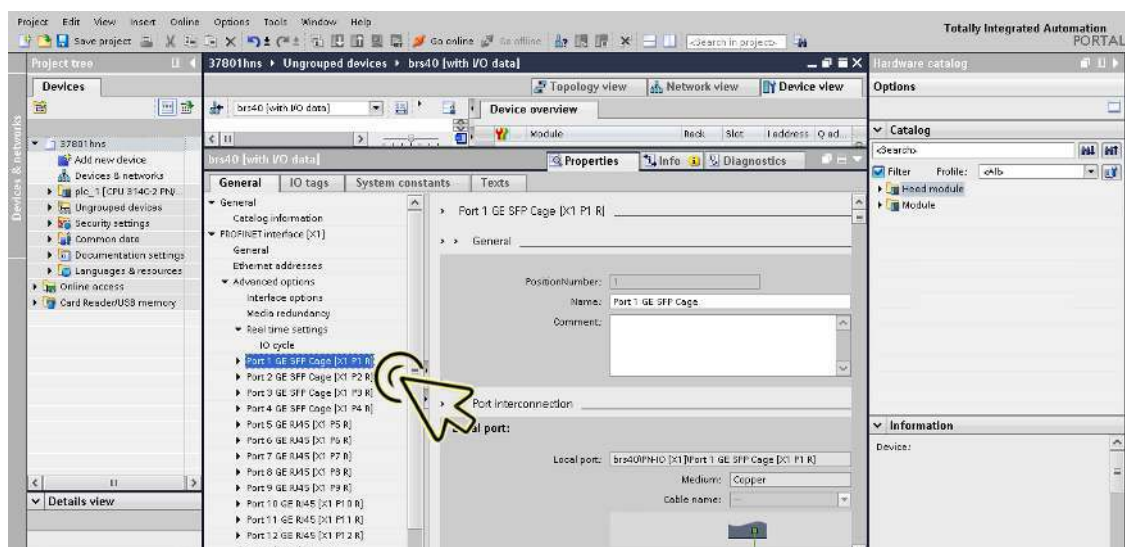 Project Edit View Insert Online Options Tools Window Help
Totally Integrated Automation
PORTAL
Save project
Go online
Go offline
<Search in project>
Project tree
37801hns ▸ Ungrouped devices ▸ brs40 [with I/O data]
Hardware catalog
Devices
Topology view
Network view
Device view
Options
brs40 [with I/O data]
Device overview
Module
Rack
Slot
I address
Q ad...
Catalog
<Search>
Filter
Profile:
<All>
Head module
Module
Devices & networks
37801hns
Add new device
Devices & networks
plc_1 [CPU 314C-2 PN/...
Ungrouped devices
Security settings
Common data
Documentation settings
Languages & resources
Online access
Card Reader/USB memory
Details view
brs40 [with I/O data]
Properties
Info
Diagnostics
General
IO tags
System constants
Texts
General
Catalog information
PROFINET interface [X1]
General
Ethernet addresses
Advanced options
Interface options
Media redundancy
Real time settings
IO cycle
Port 1 GE SFP Cage [X1 P1 R]
Port 2 GE SFP Cage [X1 P2 R]
Port 3 GE SFP Cage [X1 P3 R]
Port 4 GE SFP Cage [X1 P4 R]
Port 5 GE RJ45 [X1 P5 R]
Port 6 GE RJ45 [X1 P6 R]
Port 7 GE RJ45 [X1 P7 R]
Port 8 GE RJ45 [X1 P8 R]
Port 9 GE RJ45 [X1 P9 R]
Port 10 GE RJ45 [X1 P10 R]
Port 11 GE RJ45 [X1 P11 R]
Port 12 GE RJ45 [X1 P12 R]
Port 1 GE SFP Cage [X1 P1 R]
General
PositionNumber: 1
Name: Port 1 GE SFP Cage
Comment:
Port interconnection
Local port:
Local port: brs40\PN-IO [X1]\Port 1 GE SFP Cage [X1 P1 R]
Medium: Copper
Cable name: ---
Information
Device: